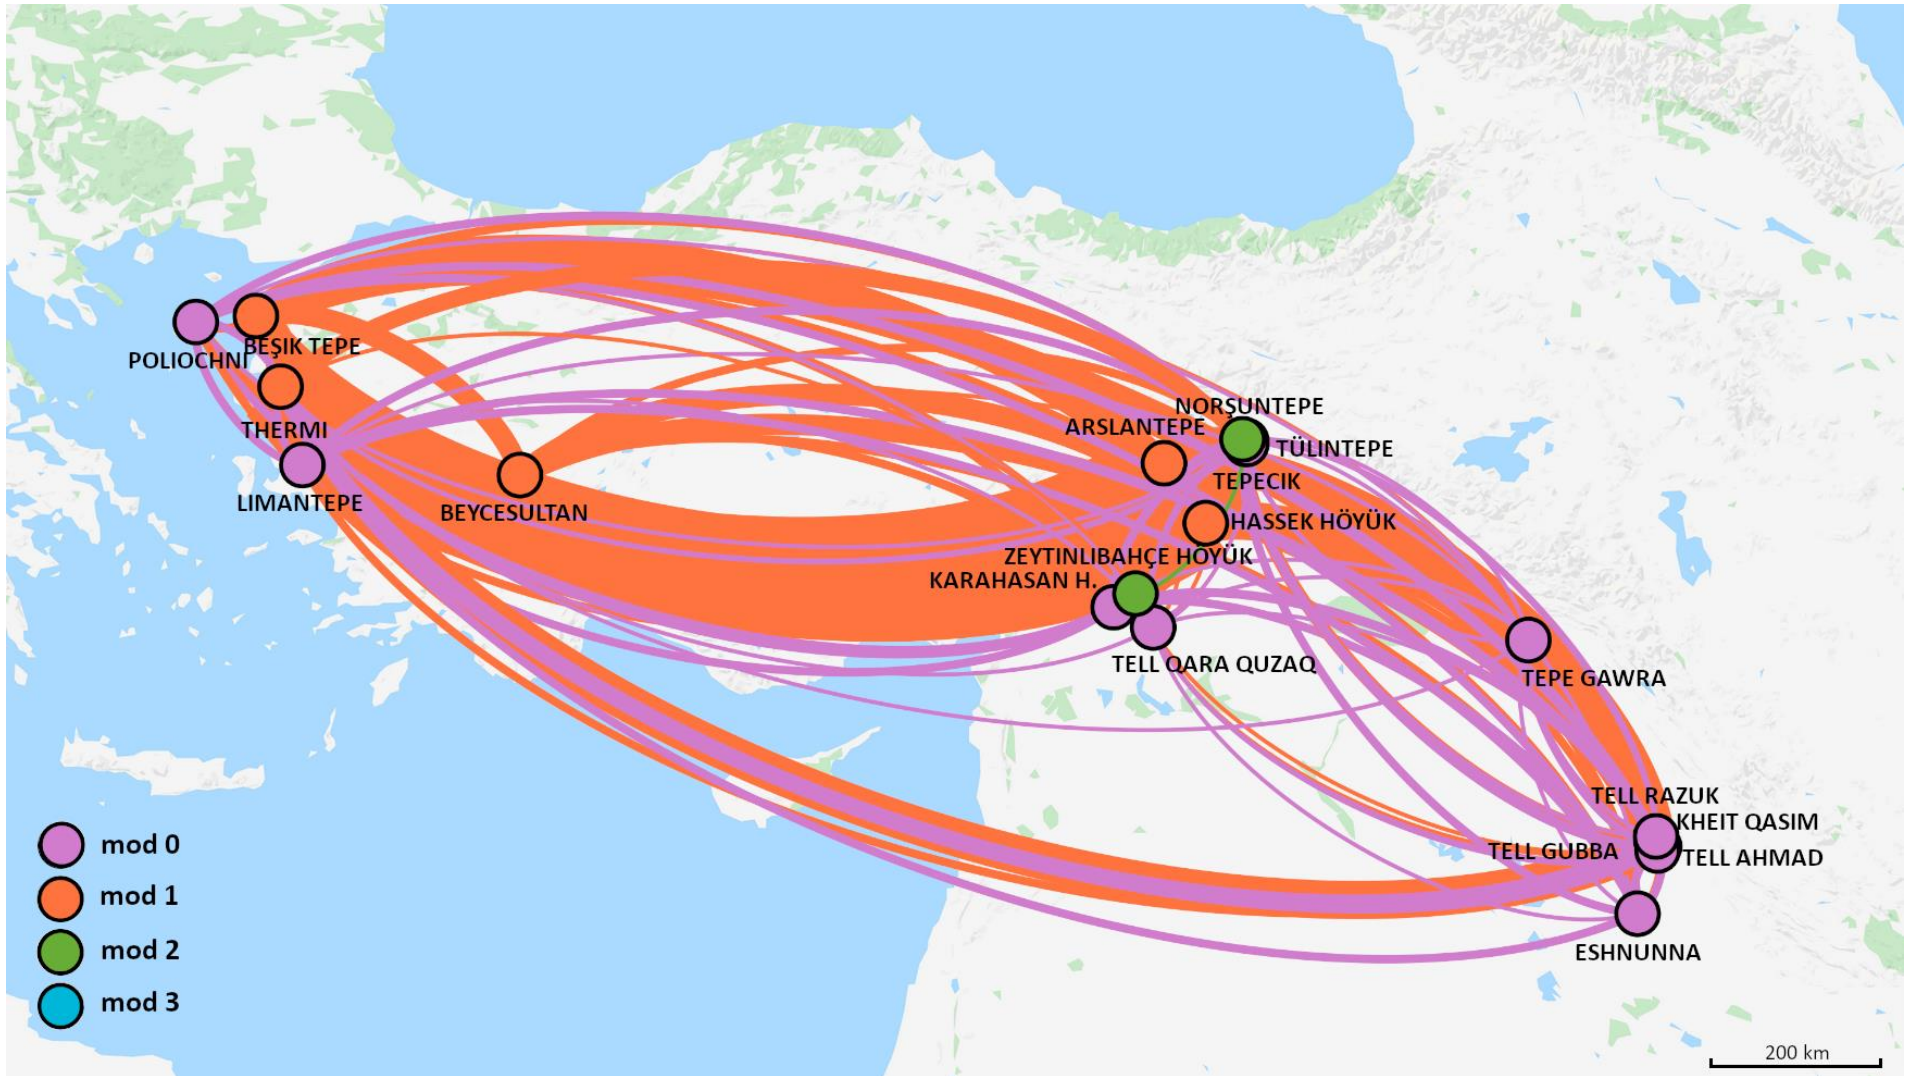 NORŞUNTEPE
ARSLANTEPE
TÜLINTEPE
TEPECIK
BEŞIK TEPE
POLIOCHNI
THERMI
LIMANTEPE
BEYCESULTAN
HASSEK HÖYÜK
ZEYTINLIBAHÇE HÖYÜK
KARAHASAN H.
TELL QARA QUZAQ
TEPE GAWRA
TELL RAZUK
KHEIT QASIM
TELL GUBBA
TELL AHMAD
ESHNUNNA
mod 0
mod 1
mod 2
mod 3
200 km